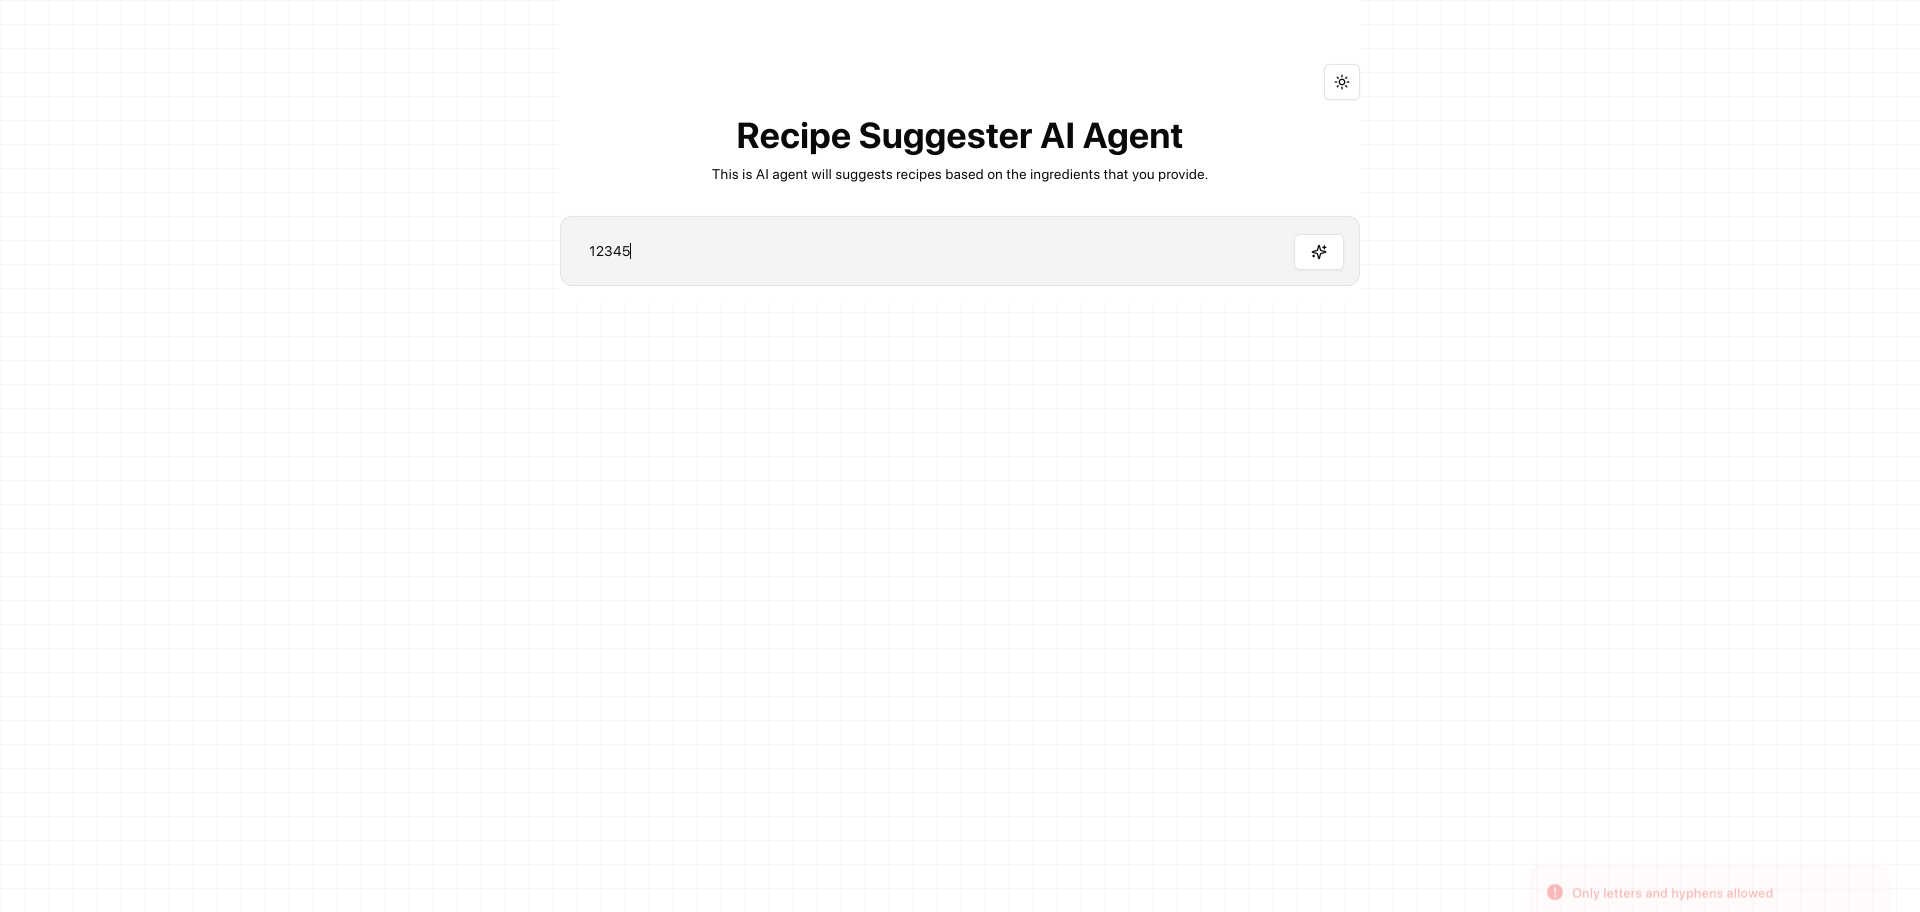 Recipe Suggester AI Agent
This is AI agent will suggests recipes based on the ingredients that you provide.
12345
Only letters and hyphens allowed